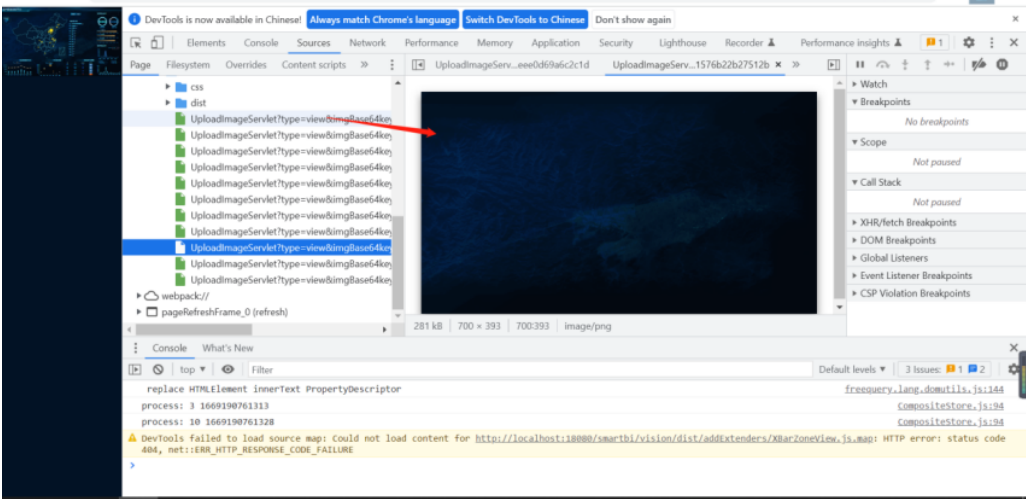 DevTools is now available in Chinese! Always match Chrome's language Switch DevTools to Chinese Don't show again ×
Elements Console Sources Network Performance Memory Application Security Lighthouse Recorder Performance insights 1
Page Filesystem Overrides Content scripts » UploadImageServ...eee0d69a6c2c1d UploadImageServ...1576b22b27512b × »
css
dist
UploadImageServlet?type=view&imgBase64key
UploadImageServlet?type=view&imgBase64key
UploadImageServlet?type=view&imgBase64key
UploadImageServlet?type=view&imgBase64key
UploadImageServlet?type=view&imgBase64key
UploadImageServlet?type=view&imgBase64key
UploadImageServlet?type=view&imgBase64key
UploadImageServlet?type=view&imgBase64key
UploadImageServlet?type=view&imgBase64key
UploadImageServlet?type=view&imgBase64key
UploadImageServlet?type=view&imgBase64key
webpack://
pageRefreshFrame_0 (refresh)
281 kB 700 × 393 700:393 image/png
Watch
Breakpoints
No breakpoints
Scope
Not paused
Call Stack
Not paused
XHR/fetch Breakpoints
DOM Breakpoints
Global Listeners
Event Listener Breakpoints
CSP Violation Breakpoints
Console What's New
top Filter Default levels 3 Issues: 1 2
replace HTMLElement innerText PropertyDescriptor freequery.lang.domutils.js:144
process: 3 1669190761313 CompositeStore.js:94
process: 10 1669190761328 CompositeStore.js:94
DevTools failed to load source map: Could not load content for http://localhost:18080/smartbi/vision/dist/addExtenders/XBarZoneView.js.map: HTTP error: status code
404, net::ERR_HTTP_RESPONSE_CODE_FAILURE